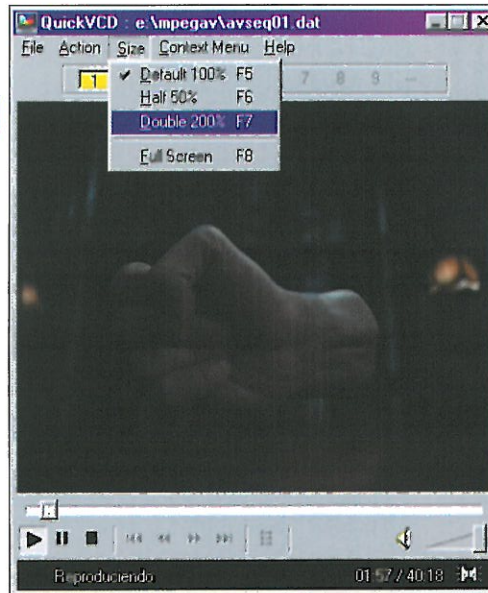 QuickVCD : e:\mpegav\avseq01.dat
File Action Size Context Menu Help
1 7 8 9
✔ Default 100% F5
Half 50% F6
Double 200% F7
Full Screen F8
Reproduciendo 01:57 / 40:18